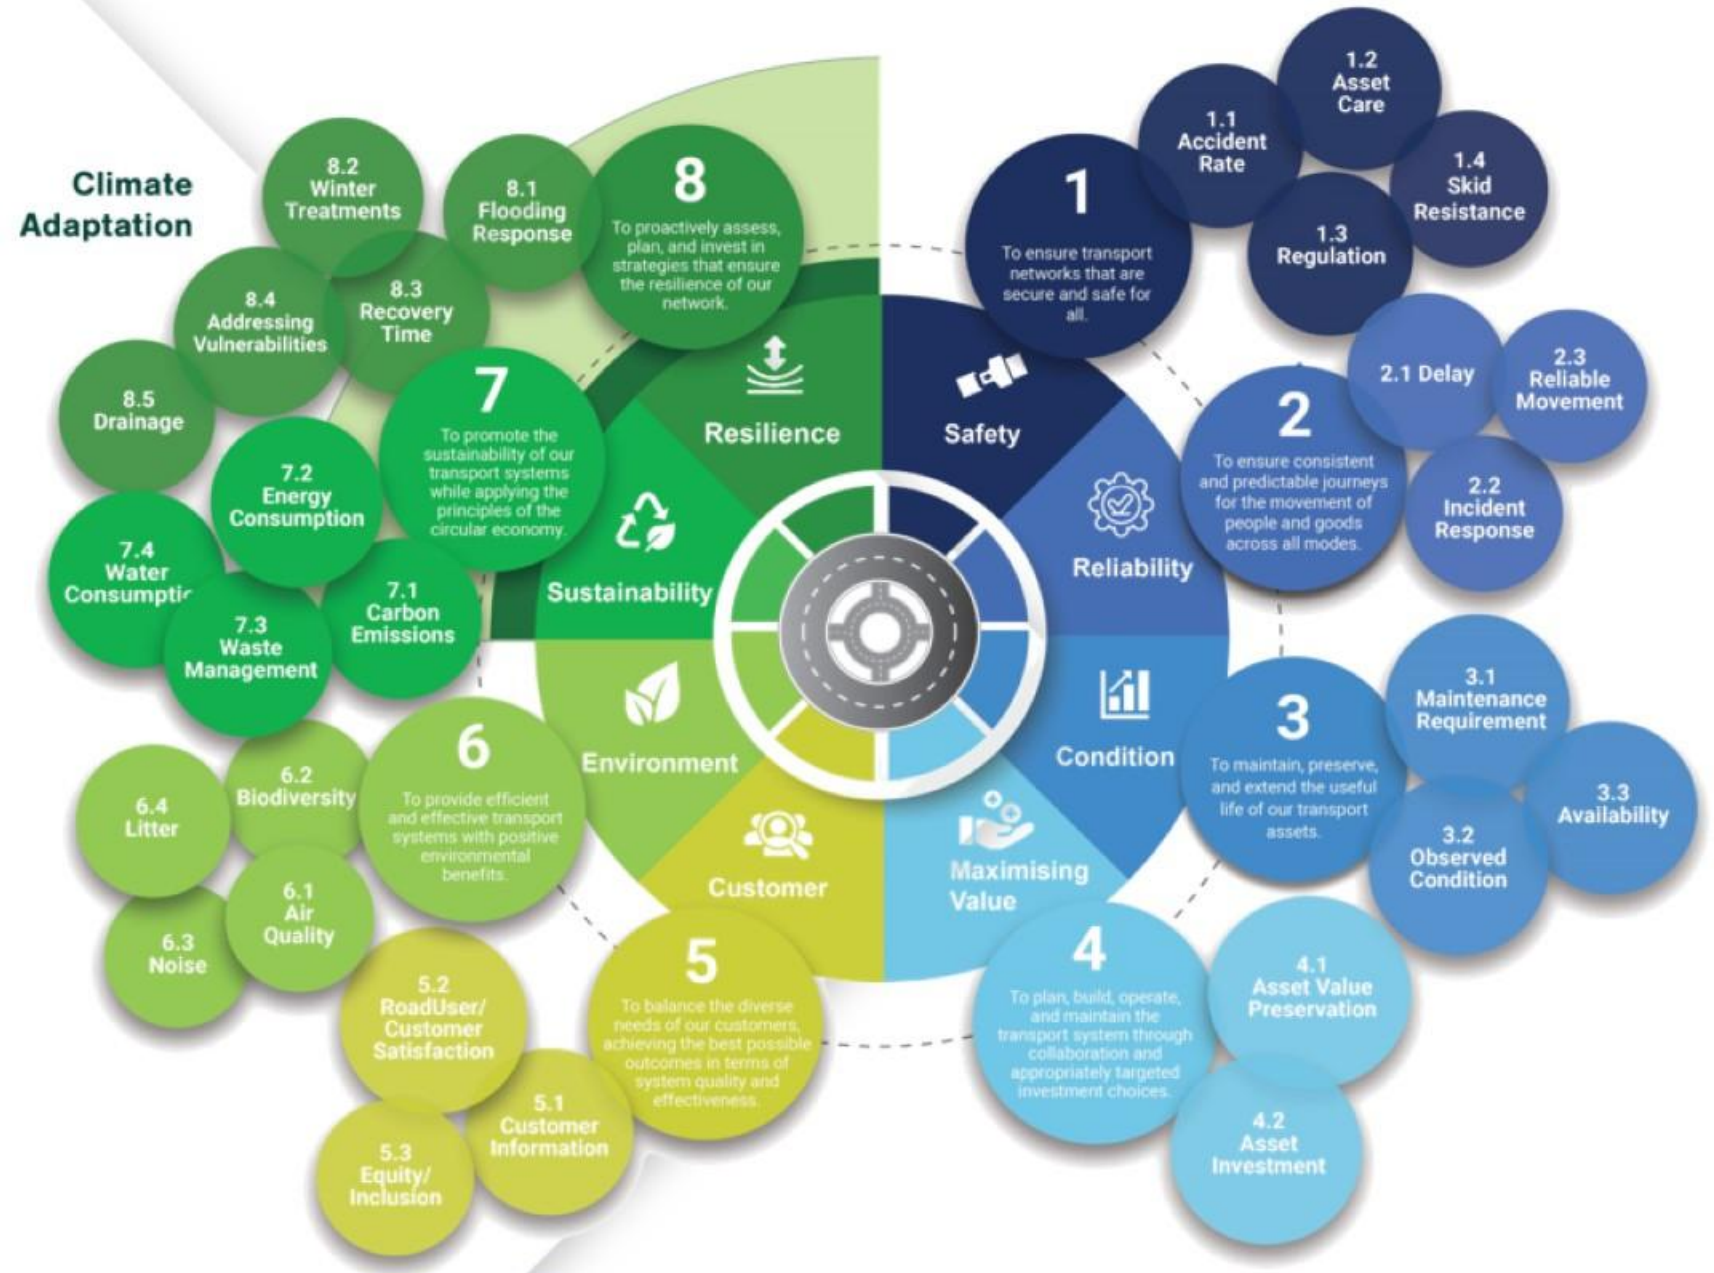 Climate
Adaptation
1
To ensure transport
networks that are
secure and safe for
all.
1.1
Accident
Rate
1.2
Asset
Care
1.3
Regulation
1.4
Skid
Resistance
Safety
2
To ensure consistent
and predictable journeys
for the movement of
people and goods
across all modes.
2.1 Delay
2.2
Incident
Response
2.3
Reliable
Movement
Reliability
3
To maintain, preserve,
and extend the useful
life of our transport
assets.
3.1
Maintenance
Requirement
3.2
Observed
Condition
3.3
Availability
Condition
4
To plan, build, operate,
and maintain the
transport system through
collaboration and
appropriately targeted
investment choices.
4.1
Asset Value
Preservation
4.2
Asset
Investment
Maximising
Value
5
To balance the diverse
needs of our customers,
achieving the best possible
outcomes in terms of
system quality and
effectiveness.
5.1
Customer
Information
5.2
RoadUser/
Customer
Satisfaction
5.3
Equity/
Inclusion
Customer
6
To provide efficient
and effective transport
systems with positive
environmental
benefits.
6.1
Air
Quality
6.2
Biodiversity
6.3
Noise
6.4
Litter
Environment
7
To promote the
sustainability of our
transport systems
while applying the
principles of the
circular economy.
7.1
Carbon
Emissions
7.2
Energy
Consumption
7.3
Waste
Management
7.4
Water
Consumptic
Sustainability
8
To proactively assess,
plan, and invest in
strategies that ensure
the resilience of our
network.
8.1
Flooding
Response
8.2
Winter
Treatments
8.3
Recovery
Time
8.4
Addressing
Vulnerabilities
8.5
Drainage
Resilience